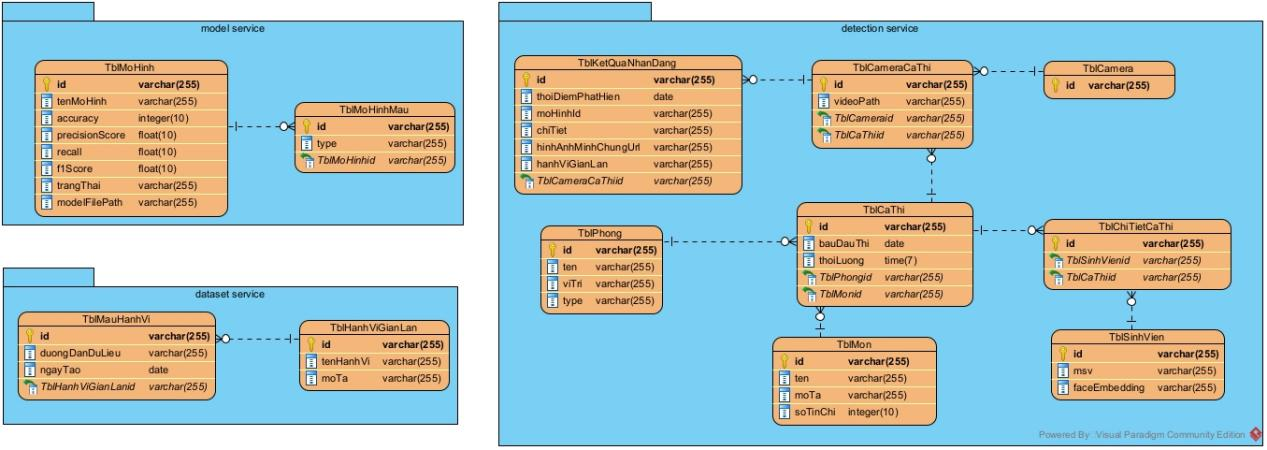 model service
TblMoHinh
id varchar(255)
tenMoHinh varchar(255)
accuracy integer(10)
precisionScore float(10)
recall float(10)
f1Score float(10)
trangThai varchar(255)
modelFilePath varchar(255)
TblMoHinhMau
id varchar(255)
type varchar(255)
TblMoHinhid varchar(255)
dataset service
TblMauHanhVi
id varchar(255)
duongDanDuLieu varchar(255)
ngayTao date
TblHanhViGianLanid varchar(255)
TblHanhViGianLan
id varchar(255)
tenHanhVi varchar(255)
moTa varchar(255)
detection service
TblKetQuaNhanDang
id varchar(255)
thoiDiemPhatHien date
moHinhId varchar(255)
chiTiet varchar(255)
hinhAnhMinhChungUrl varchar(255)
hanhViGianLan varchar(255)
TblCameraCaThiid varchar(255)
TblCameraCaThi
id varchar(255)
videoPath varchar(255)
TblCameraid varchar(255)
TblCaThiid varchar(255)
TblCamera
id varchar(255)
TblPhong
id varchar(255)
ten varchar(255)
viTri varchar(255)
type varchar(255)
TblCaThi
id varchar(255)
bauDauThi date
thoiLuong time(7)
TblPhongid varchar(255)
TblMonid varchar(255)
TblChiTietCaThi
id varchar(255)
TblSinhVienid varchar(255)
TblCaThiid varchar(255)
TblMon
id varchar(255)
ten varchar(255)
moTa varchar(255)
soTinChi integer(10)
TblSinhVien
id varchar(255)
msv varchar(255)
faceEmbedding varchar(255)
Powered By Visual Paradigm Community Edition